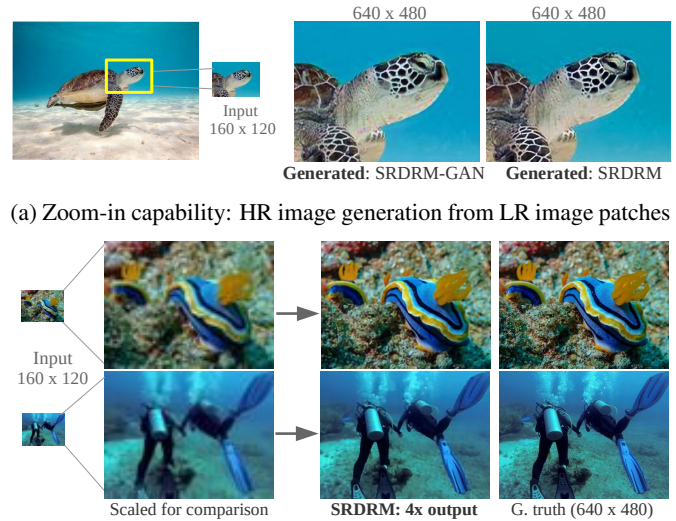 640 x 480
640 x 480
Input
160 x 120
Generated: SRDRM-GAN
Generated: SRDRM
(a) Zoom-in capability: HR image generation from LR image patches
Input
160 x 120
Scaled for comparison
SRDRM: 4x output
G. truth (640 x 480)